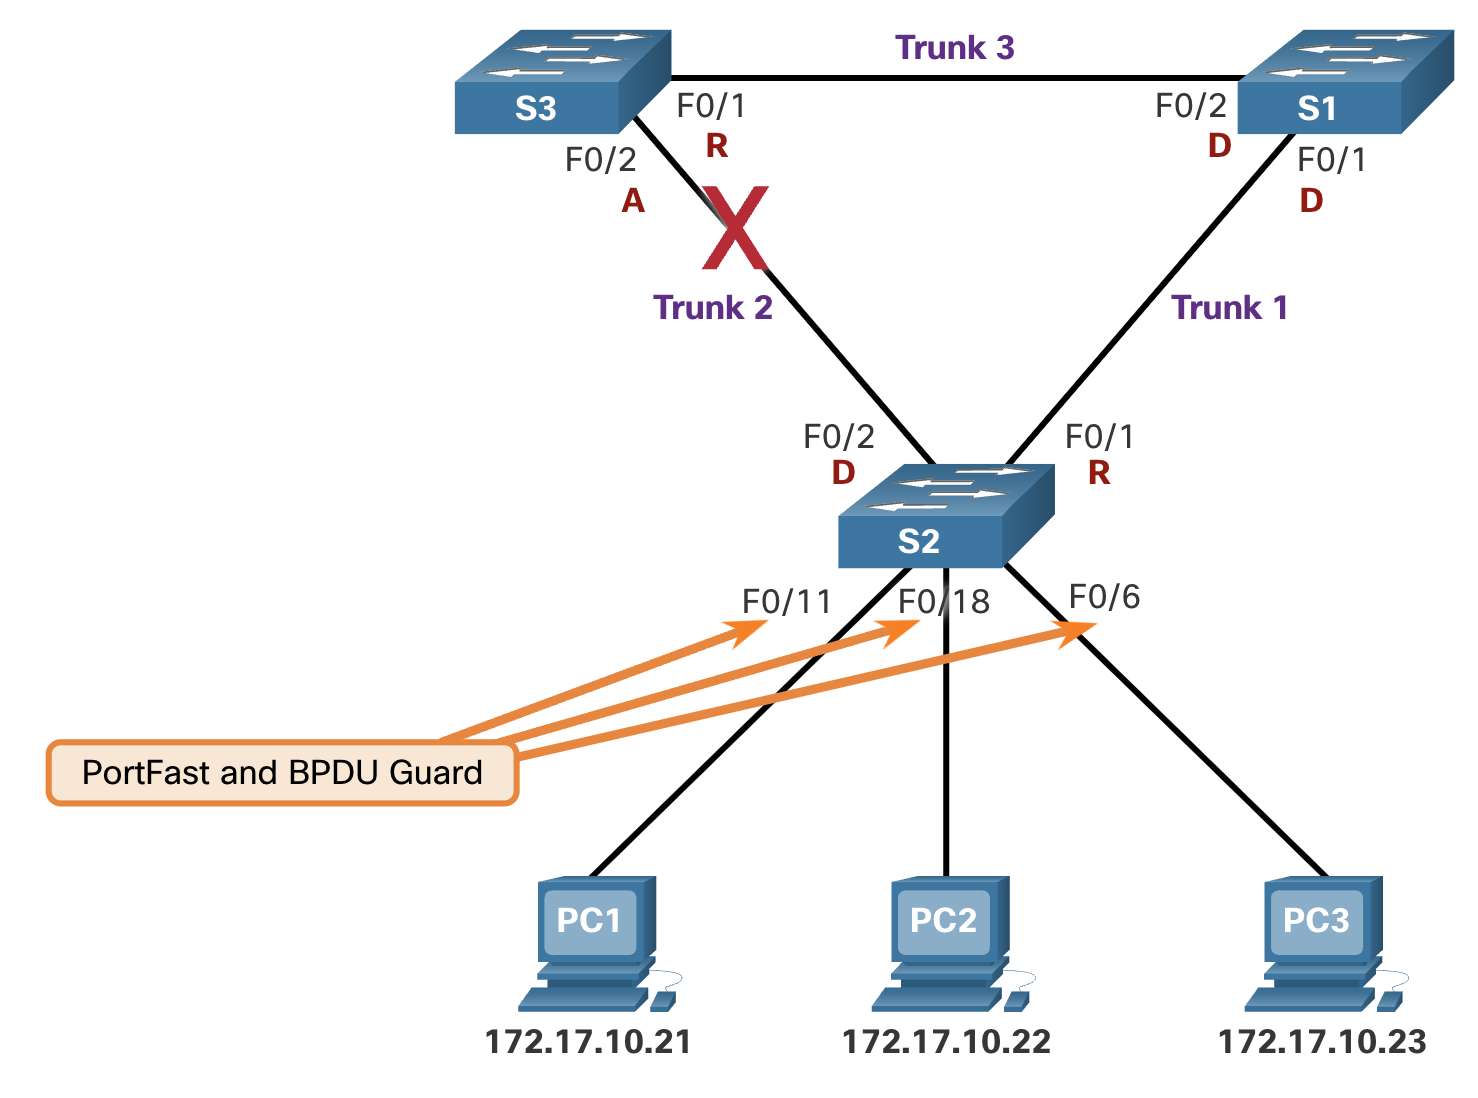 Trunk 3
S3
F0/1
F0/2
S1
R
D
F0/2
F0/1
A
D
X
Trunk 2
Trunk 1
F0/2
F0/1
D
R
S2
F0/11
F0/18
F0/6
PortFast and BPDU Guard
PC1
PC2
PC3
172.17.10.21
172.17.10.22
172.17.10.23